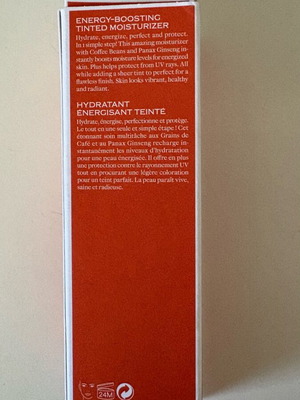 ENERGY-BOOSTING
TINTED MOISTURIZER
Hydrate, energize, perfect and protect.
In 1 simple step! This amazing moisturizer
with Coffee Beans and Panax Ginseng in-
stantly boosts moisture levels for energized
skin. Plus helps protect from UV rays. All
while adding a sheer tint to perfect for a
flawless finish. Skin looks vibrant, healthy
and radiant.
HYDRATANT
ÉNERGISANT TEINTÉ
Hydrate, énergise, perfectionne et protège.
Le tout en une seule et simple étape ! Cet
étonnant soin multitâche aux Grains de
Café et au Panax Ginseng recharge ins-
tantanément les niveaux d'hydratation
pour une peau énergisée. Il offre en plus
une protection contre le rayonnement UV
tout en procurant une légère coloration
pour un teint parfait. La peau paraît vive,
saine et radieuse.
24M